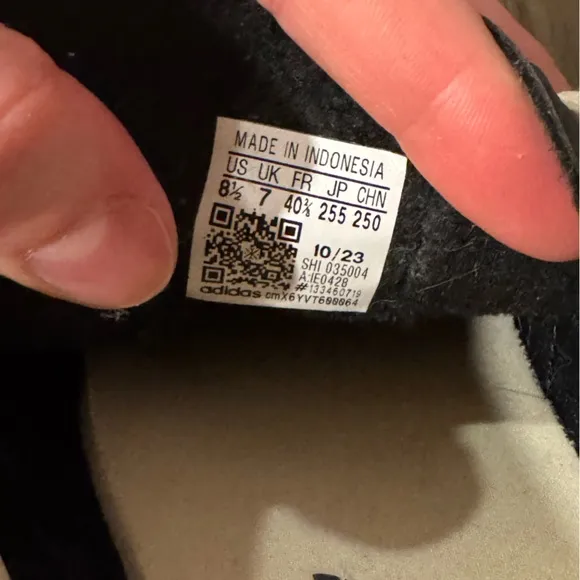 MADE IN INDONESIA
US UK FR JP CHN
8½ 7 40⅔ 255 250
10/23
SHI 035004
A:IE0428
#133460719
adidas cmX6YVT600064